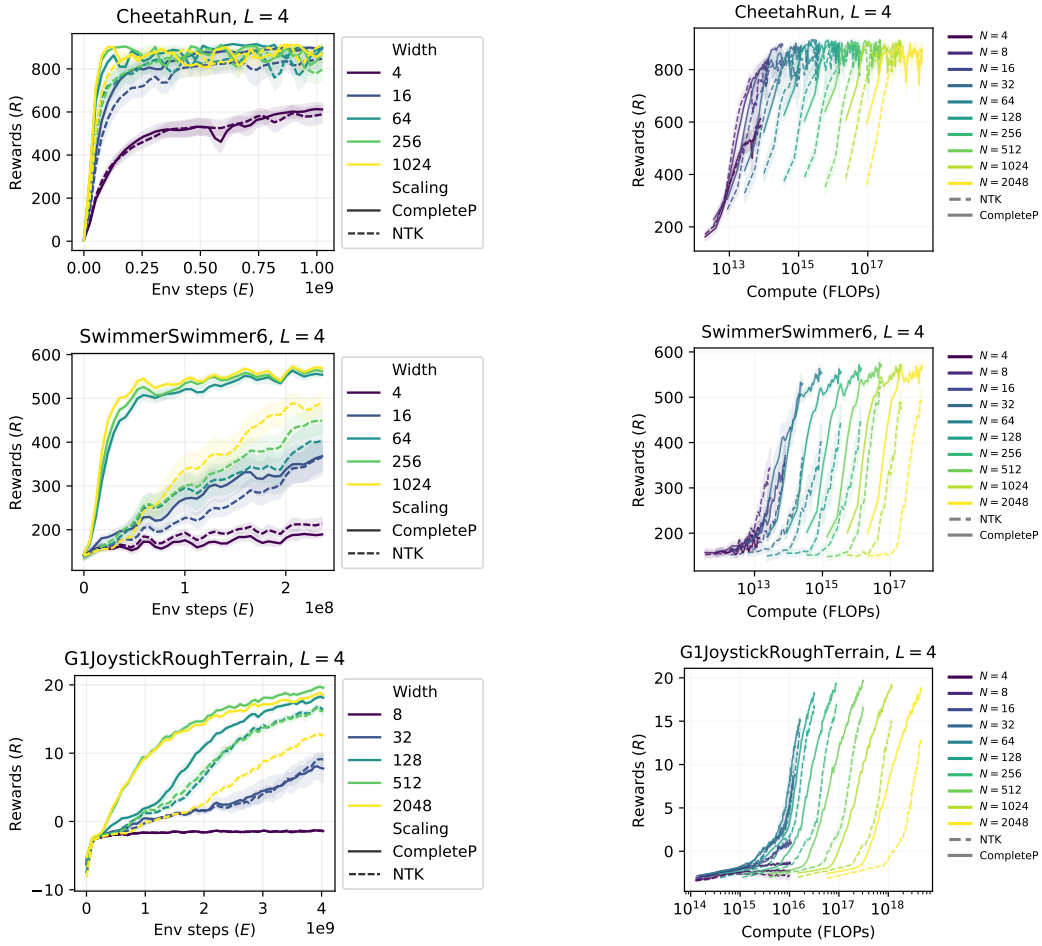 CheetahRun, L = 4
Rewards (R)
800
600
400
200
0
0.00 0.25 0.50 0.75 1.00
1e9
Env steps (E)
Width
4
16
64
256
1024
Scaling
CompleteP
NTK
CheetahRun, L = 4
Rewards (R)
800
600
400
200
10^13 10^15 10^17
Compute (FLOPs)
N = 4
N = 8
N = 16
N = 32
N = 64
N = 128
N = 256
N = 512
N = 1024
N = 2048
NTK
CompleteP
SwimmerSwimmer6, L = 4
Rewards (R)
600
500
400
300
200
0 1 2
1e8
Env steps (E)
Width
4
16
64
256
1024
Scaling
CompleteP
NTK
SwimmerSwimmer6, L = 4
Rewards (R)
600
400
200
10^13 10^15 10^17
Compute (FLOPs)
N = 4
N = 8
N = 16
N = 32
N = 64
N = 128
N = 256
N = 512
N = 1024
N = 2048
NTK
CompleteP
G1JoystickRoughTerrain, L = 4
Rewards (R)
20
10
0
−10
0 1 2 3 4
1e9
Env steps (E)
Width
8
32
128
512
2048
Scaling
CompleteP
NTK
G1JoystickRoughTerrain, L = 4
Rewards (R)
20
15
10
5
0
10^14 10^15 10^16 10^17 10^18
Compute (FLOPs)
N = 4
N = 8
N = 16
N = 32
N = 64
N = 128
N = 256
N = 512
N = 1024
N = 2048
NTK
CompleteP